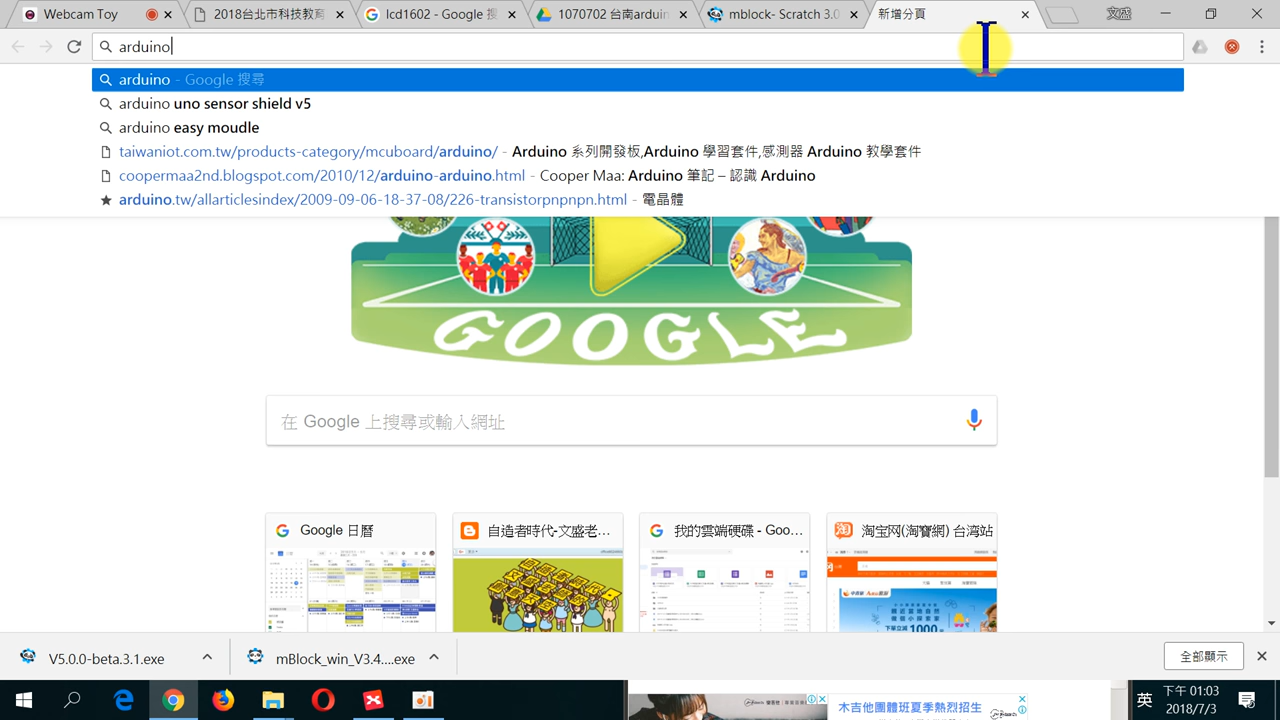 Webcam Toy
2018台北市科技教育
lcd1602 - Google 搜
1070702 台南arduin
mblock- Scratch 3.0
新增分頁
文盛
arduino
arduino - Google 搜尋
arduino uno sensor shield v5
arduino easy moudle
taiwaniot.com.tw/products-category/mcuboard/arduino/ - Arduino 系列開發板,Arduino 學習套件,感測器 Arduino 教學套件
coopermaa2nd.blogspot.com/2010/12/arduino-arduino.html - Cooper Maa: Arduino 筆記 – 認識 Arduino
arduino.tw/allarticlesindex/2009-09-06-18-37-08/226-transistorpnpnpn.html - 電晶體
GOOGLE
在 Google 上搜尋或輸入網址
Google 日曆
自造者時代-文盛老...
我的雲端硬碟 - Goo...
淘宝网(淘寶網) 台湾站
1000
V5.0.0-beta.3.1.exe
mBlock_win_V3.4....exe
全部顯示
木吉他團體班夏季熱烈招生
英
下午 01:03
2018/7/3